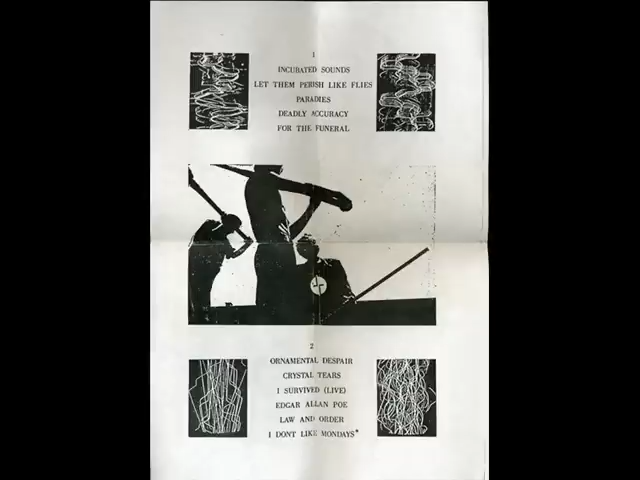 1
INCUBATED SOUNDS
LET THEM PERISH LIKE FLIES
PARADIES
DEADLY ACCURACY
FOR THE FUNERAL
2
ORNAMENTAL DESPAIR
CRYSTAL TEARS
I SURVIVED (LIVE)
EDGAR ALLAN POE
LAW AND ORDER
I DONT LIKE MONDAYS*